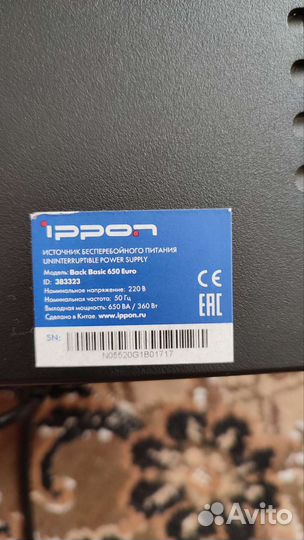 ippon
ИСТОЧНИК БЕСПЕРЕБОЙНОГО ПИТАНИЯ
UNINTERRUPTIBLE POWER SUPPLY
Модель: Back Basic 650 Euro
ID: 383323
Номинальное напряжение: 220 В
Номинальная частота: 50 Гц
Выходная мощность: 650 ВА / 360 Вт
Сделано в Китае. www.ippon.ru
CE
EAC
SN:
N05520G1B01717
Avito